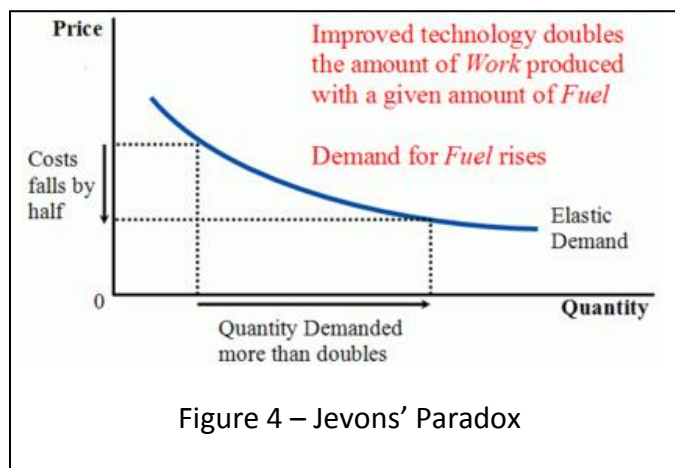 Price
Improved technology doubles
the amount of Work produced
with a given amount of Fuel
Demand for Fuel rises
Costs
falls by
half
Elastic
Demand
0
Quantity
Quantity Demanded
more than doubles
Figure 4 – Jevons’ Paradox